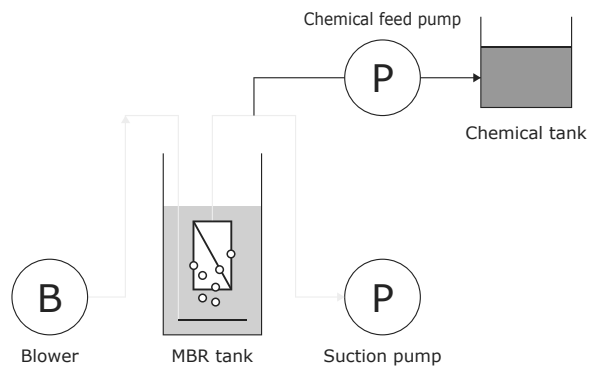 Chemical feed pump
P
Chemical tank
B
P
Blower
MBR tank
Suction pump